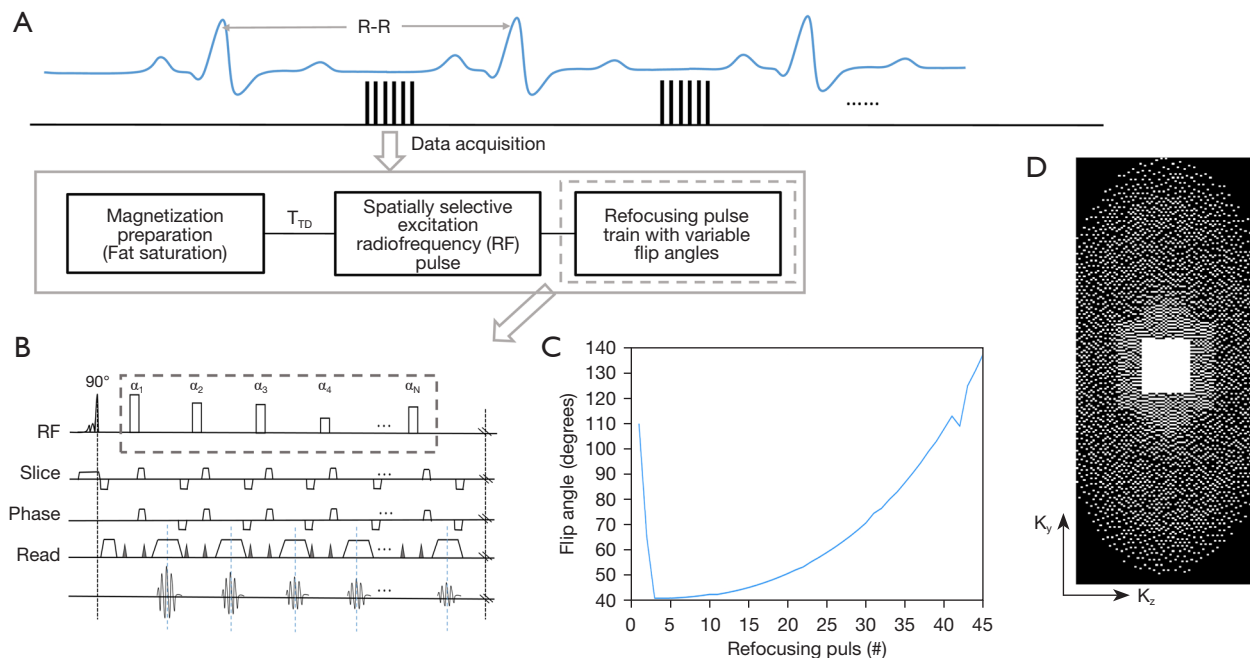 A
R-R
......
Data acquisition
Magnetization
preparation
(Fat saturation)
T_TD
Spatially selective
excitation
radiofrequency (RF)
pulse
Refocusing pulse
train with variable
flip angles
B
90°
α1
α2
α3
α4
αN
...
RF
Slice
...
Phase
Read
...
...
C
Flip angle (degrees)
140
130
120
110
100
90
80
70
60
50
40
0
5
10
15
20
25
30
35
40
45
Refocusing puls (#)
D
Ky
Kz